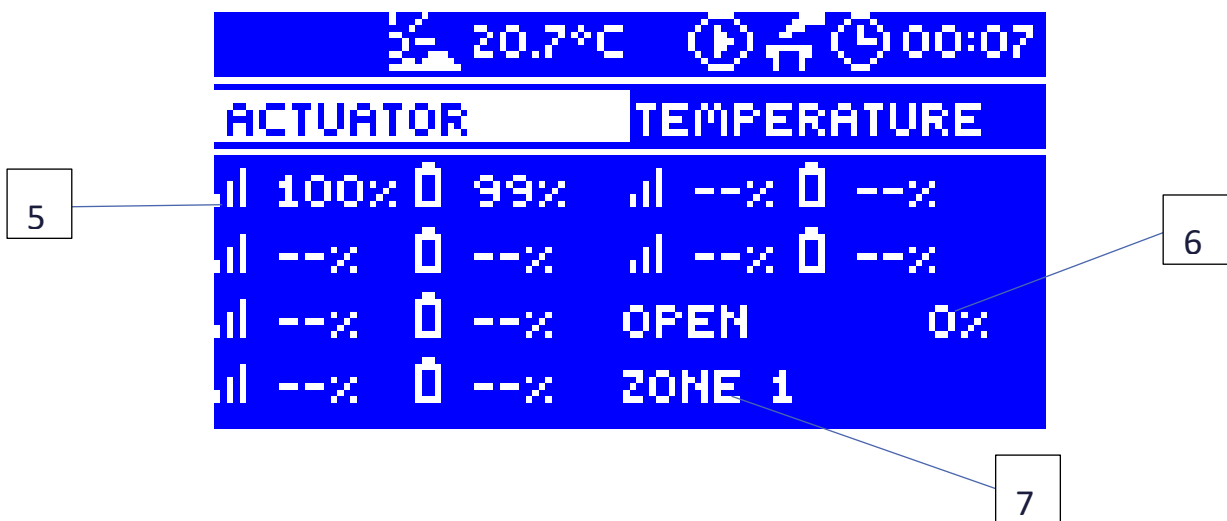 20.7°C 00:07
ACTUATOR TEMPERATURE
100% 99% --% --%
5
--% --% --% --%
6
--% --% OPEN 0%
--% --% ZONE 1
7